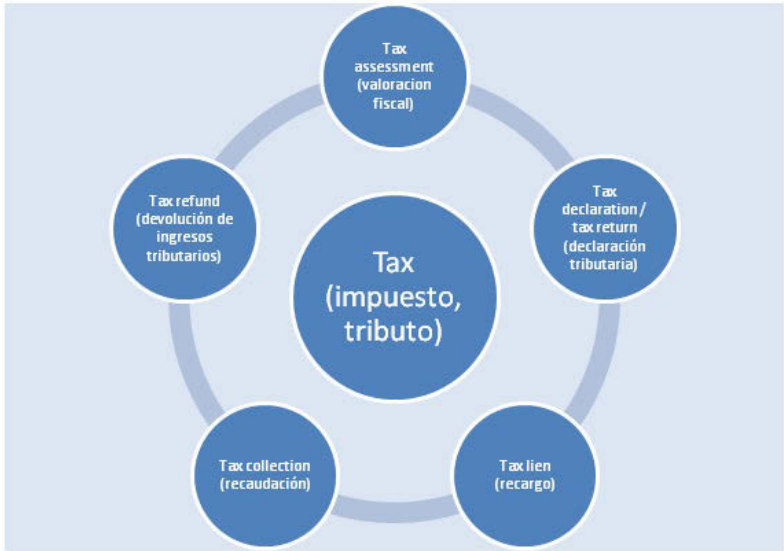 Tax
assessment
(valoracion
fiscal)
Tax
declaration/
tax return
(declaración
tributaria)
Tax lien
(recargo)
Tax collection
(recaudación)
Tax refund
(devolución de
ingresos
tributarios)
Tax
(impuesto,
tributo)